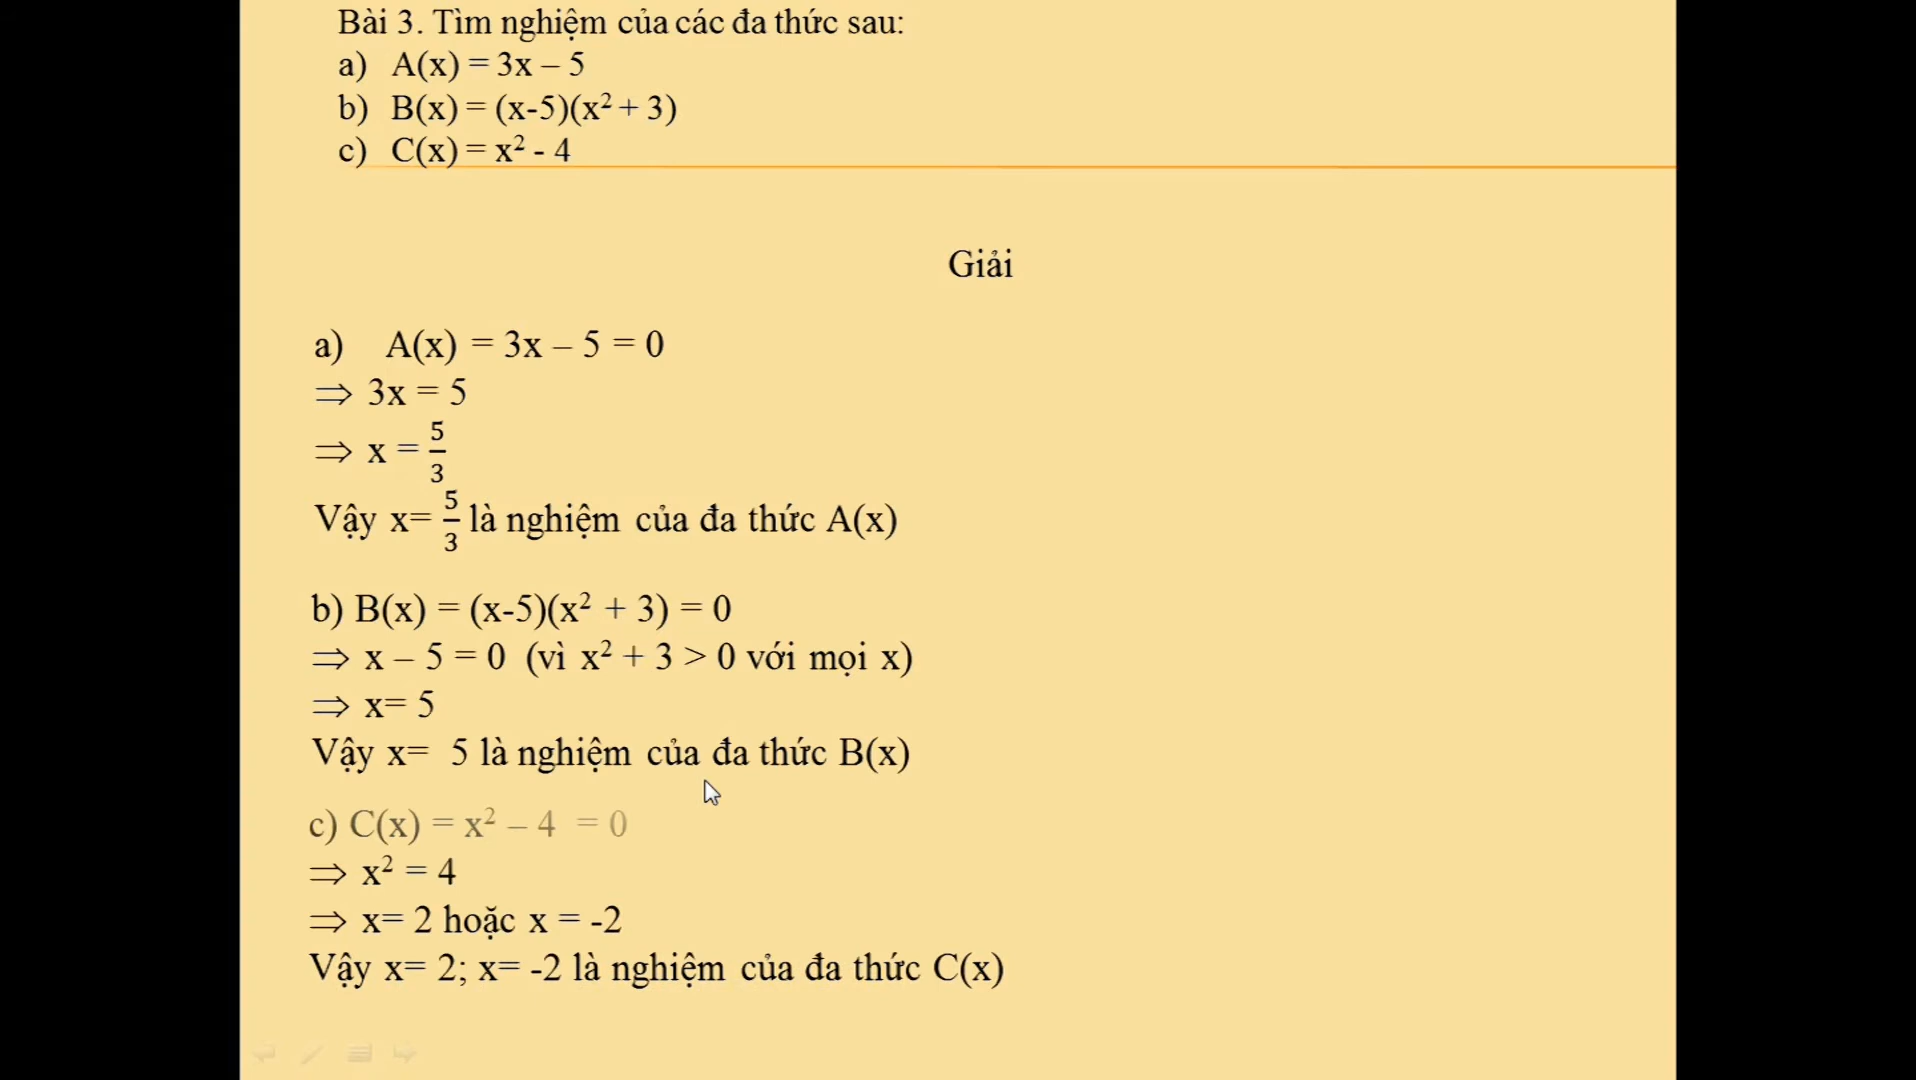 Bài 3. Tìm nghiệm của các đa thức sau:
a) A(x) = 3x – 5
b) B(x) = (x-5)(x² + 3)
c) C(x) = x² - 4
Giải
a) A(x) = 3x – 5 = 0
⇒ 3x = 5
⇒ x = 5/3
Vậy x= 5/3 là nghiệm của đa thức A(x)
b) B(x) = (x-5)(x² + 3) = 0
⇒ x – 5 = 0 (vì x² + 3 > 0 với mọi x)
⇒ x= 5
Vậy x= 5 là nghiệm của đa thức B(x)
c) C(x) = x² – 4 = 0
⇒ x² = 4
⇒ x= 2 hoặc x = -2
Vậy x= 2; x= -2 là nghiệm của đa thức C(x)